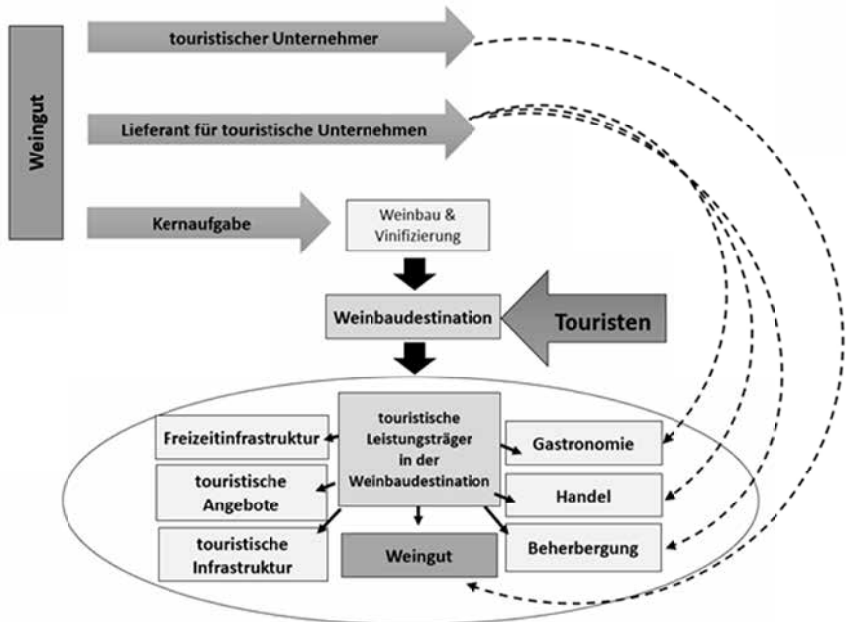 Weingut
touristischer Unternehmer
Lieferant für touristische Unternehmen
Kernaufgabe
Weinbau &
Vinifizierung
Weinbaudestination
Touristen
touristische
Leistungsträger
in der
Weinbaudestination
Freizeitinfrastruktur
touristische
Angebote
touristische
Infrastruktur
Weingut
Gastronomie
Handel
Beherbergung